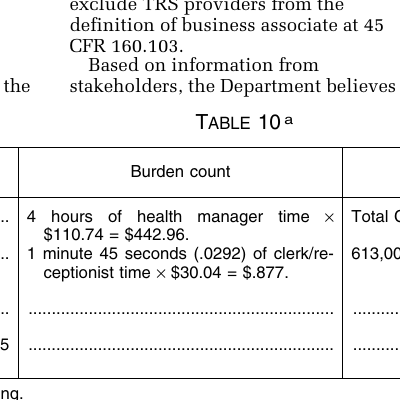 exclude TRS providers from the
definition of business associate at 45
CFR 160.103.
Based on information from
the stakeholders, the Department believes
TABLE 10 a
Burden count
.. 4 hours of health manager time × Total
$110.74 = $442.96.
.. 1 minute 45 seconds (.0292) of clerk/re- 613,00
ceptionist time × $30.04 = $.877.
.. .................................................................. ..........
5 .................................................................. ..........
ng.